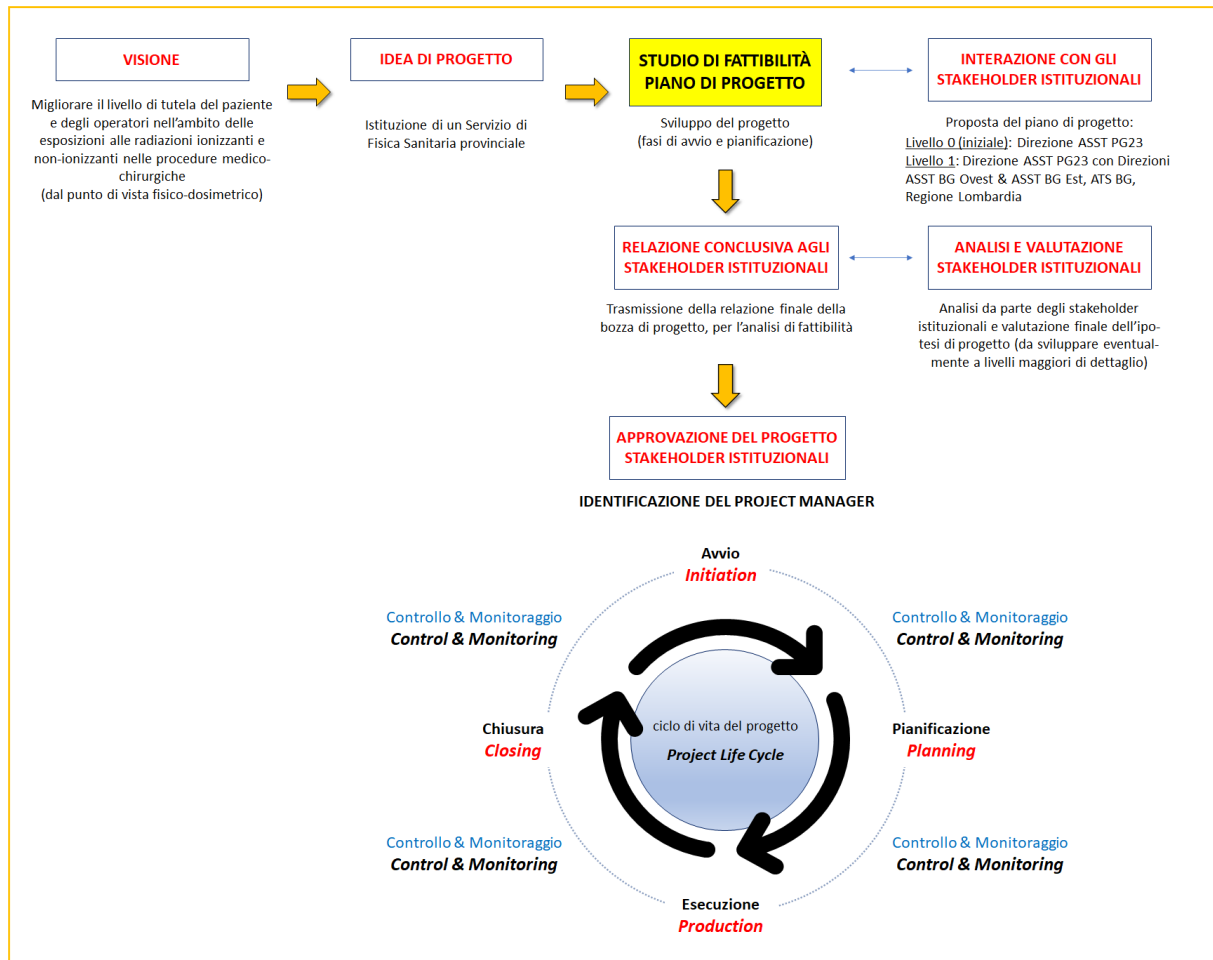 VISIONE
Migliorare il livello di tutela del paziente
e degli operatori nell'ambito delle
esposizioni alle radiazioni ionizzanti e
non-ionizzanti nelle procedure medico-
chirurgiche
(dal punto di vista fisico-dosimetrico)
IDEA DI PROGETTO
Istituzione di un Servizio di
Fisica Sanitaria provinciale
STUDIO DI FATTIBILITÀ
PIANO DI PROGETTO
Sviluppo del progetto
(fasi di avvio e pianificazione)
INTERAZIONE CON GLI
STAKEHOLDER ISTITUZIONALI
Proposta del piano di progetto:
Livello 0 (iniziale): Direzione ASST PG23
Livello 1: Direzione ASST PG23 con Direzioni
ASST BG Ovest & ASST BG Est, ATS BG,
Regione Lombardia
RELAZIONE CONCLUSIVA AGLI
STAKEHOLDER ISTITUZIONALI
Trasmissione della relazione finale della
bozza di progetto, per l'analisi di fattibilità
ANALISI E VALUTAZIONE
STAKEHOLDER ISTITUZIONALI
Analisi da parte degli stakeholder
istituzionali e valutazione finale dell'ipo-
tesi di progetto (da sviluppare eventual-
mente a livelli maggiori di dettaglio)
APPROVAZIONE DEL PROGETTO
STAKEHOLDER ISTITUZIONALI
IDENTIFICAZIONE DEL PROJECT MANAGER
Avvio
Initiation
Controllo & Monitoraggio
Control & Monitoring
Controllo & Monitoraggio
Control & Monitoring
Chiusura
Closing
ciclo di vita del progetto
Project Life Cycle
Pianificazione
Planning
Controllo & Monitoraggio
Control & Monitoring
Controllo & Monitoraggio
Control & Monitoring
Esecuzione
Production